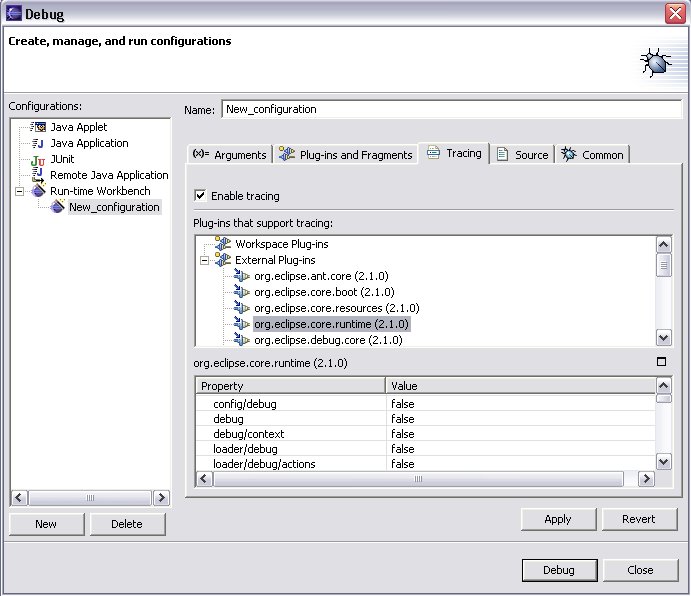 Debug
Create, manage, and run configurations
Configurations:
Java Applet
Java Application
JUnit
Remote Java Application
Run-time Workbench
New_configuration
New
Delete
Name: New_configuration
(x)= Arguments Plug-ins and Fragments Tracing Source Common
Enable tracing
Plug-ins that support tracing:
Workspace Plug-ins
External Plug-ins
org.eclipse.ant.core (2.1.0)
org.eclipse.core.boot (2.1.0)
org.eclipse.core.resources (2.1.0)
org.eclipse.core.runtime (2.1.0)
org.eclipse.debug.core (2.1.0)
org.eclipse.core.runtime (2.1.0)
Property Value
config/debug false
debug false
debug/context false
loader/debug false
loader/debug/actions false
Apply Revert
Debug Close